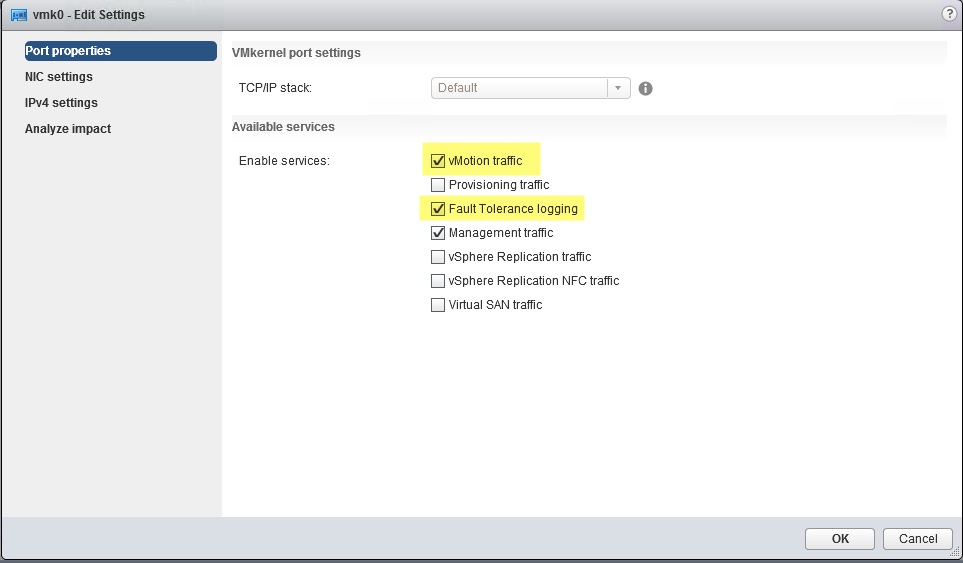 vmk0 - Edit Settings
?
Port properties
NIC settings
IPv4 settings
Analyze impact
VMkernel port settings
TCP/IP stack: Default
Available services
Enable services:
vMotion traffic
Provisioning traffic
Fault Tolerance logging
Management traffic
vSphere Replication traffic
vSphere Replication NFC traffic
Virtual SAN traffic
OK Cancel